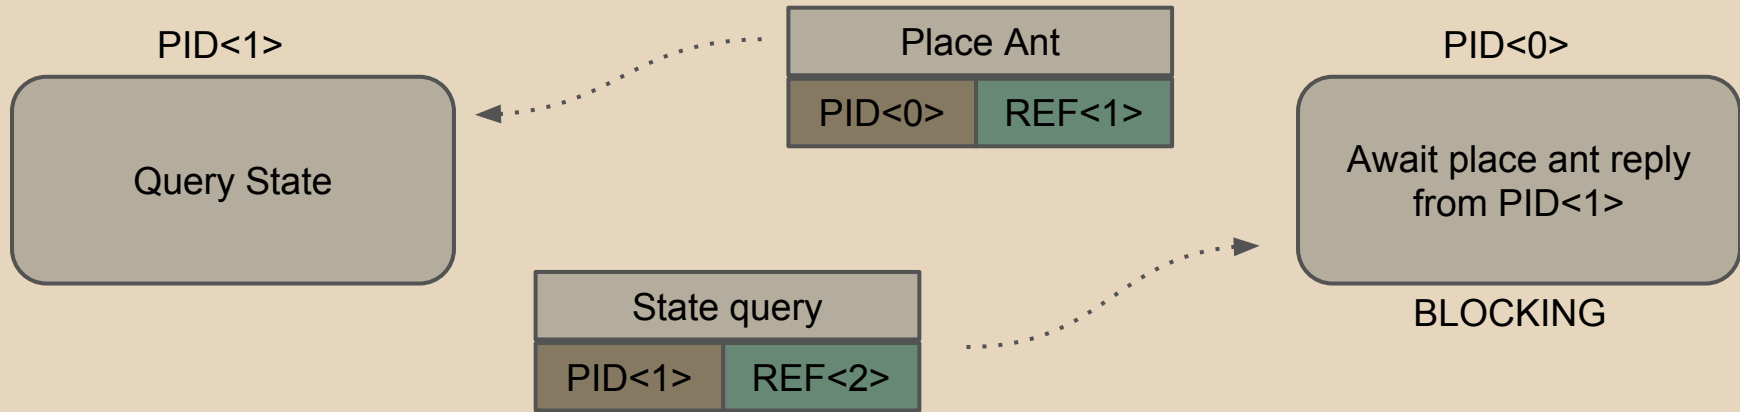 PID<1>
Query State
Place Ant
PID<0> REF<1>
PID<0>
Await place ant reply
from PID<1>
BLOCKING
State query
PID<1> REF<2>